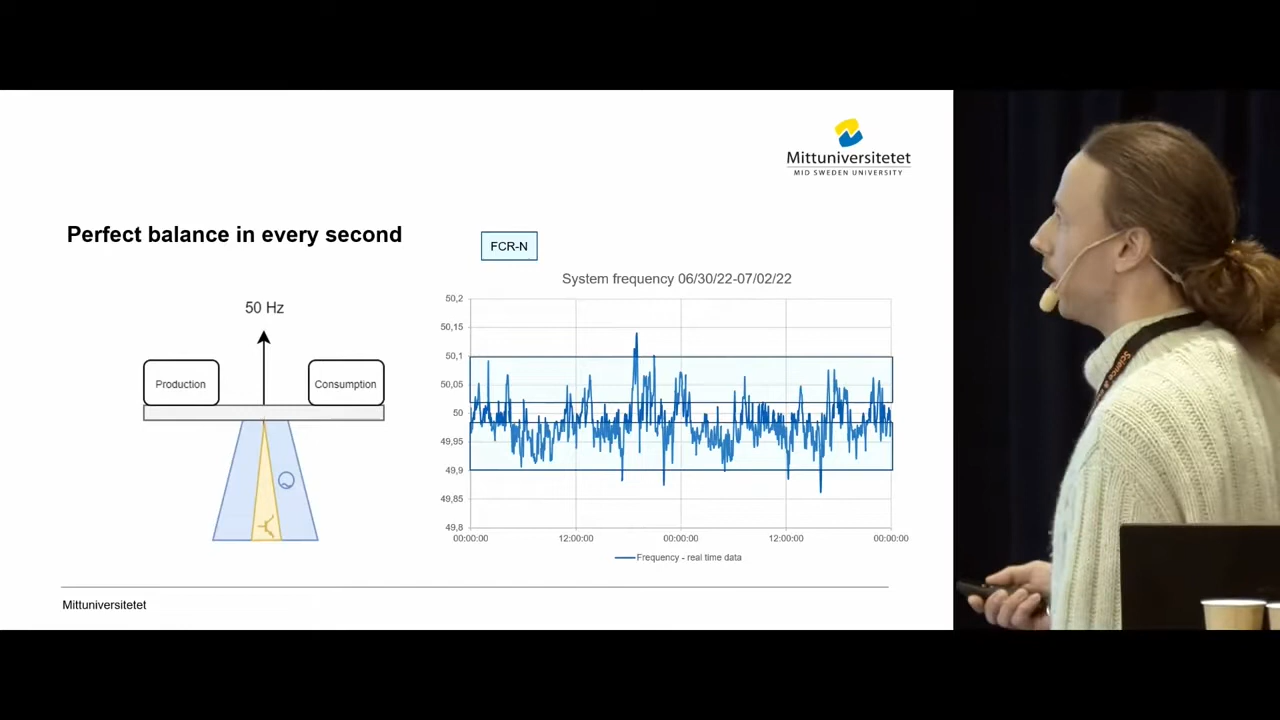 Mittuniversitetet
MID SWEDEN UNIVERSITY
Perfect balance in every second
FCR-N
50 Hz
Production
Consumption
System frequency 06/30/22-07/02/22
50,2
50,15
50,1
50,05
50
49,95
49,9
49,85
49,8
00:00:00
12:00:00
00:00:00
12:00:00
00:00:00
Frequency - real time data
Mittuniversitetet
Science &